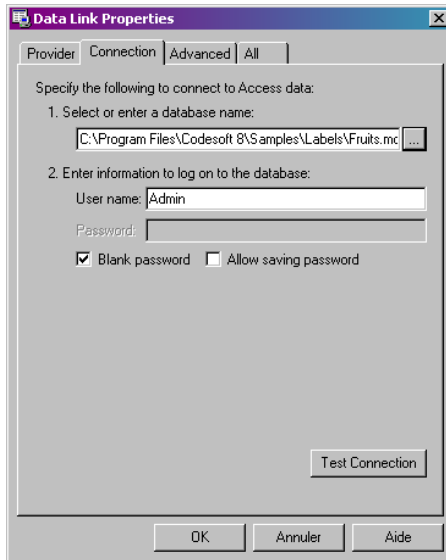 Data Link Properties
Provider Connection Advanced All
Specify the following to connect to Access data:
1. Select or enter a database name:
C:\Program Files\Codesoft 8\Samples\Labels\Fruits.mc ...
2. Enter information to log on to the database:
User name: Admin
Password:
Blank password Allow saving password
Test Connection
OK Annuler Aide